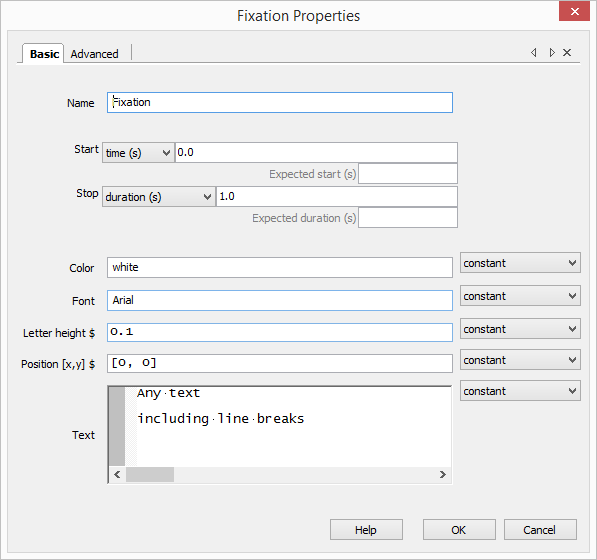 Fixation Properties
Basic Advanced
Name Fixation
Start time (s) 0.0
Expected start (s)
Stop duration (s) 1.0
Expected duration (s)
Color white constant
Font Arial constant
Letter height $ 0.1 constant
Position [x,y] $ [0, 0] constant
Any·text constant
including·line·breaks
Text
Help OK Cancel